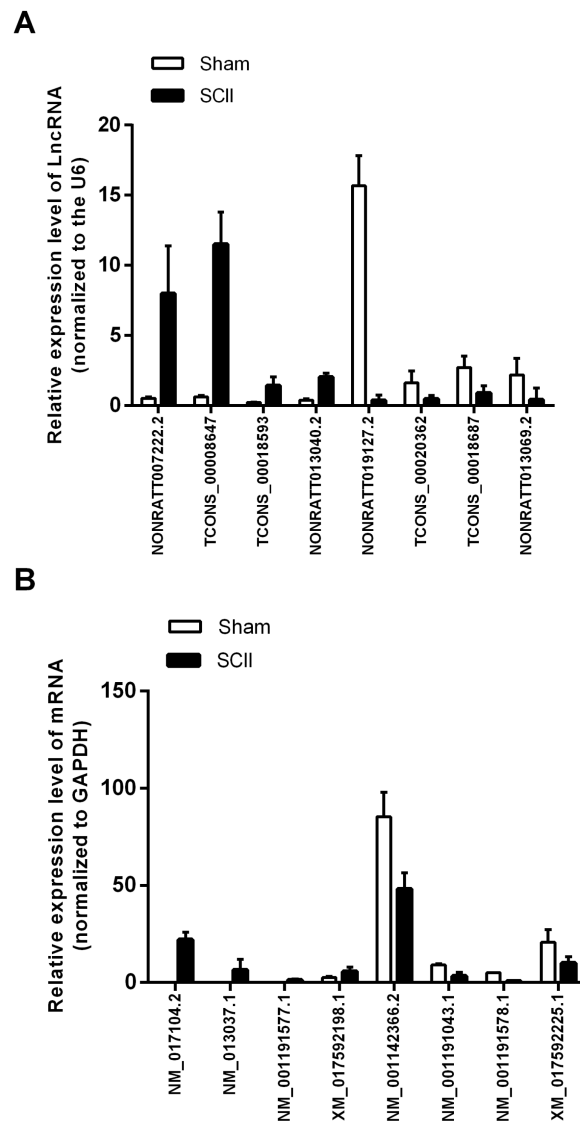 A
Sham
SCII
Relative expression level of LncRNA
(normalized to the U6)
20
15
10
5
0
NONRATT007222.2
TCONS_00008647
TCONS_00018593
NONRATT013040.2
NONRATT019127.2
TCONS_00020362
TCONS_00018687
NONRATT013069.2
B
Sham
SCII
Relative expression level of mRNA
(normalized to GAPDH)
150
100
50
0
NM_017104.2
NM_013037.1
NM_001191577.1
XM_017592198.1
NM_001142366.2
NM_001191043.1
NM_001191578.1
XM_017592225.1